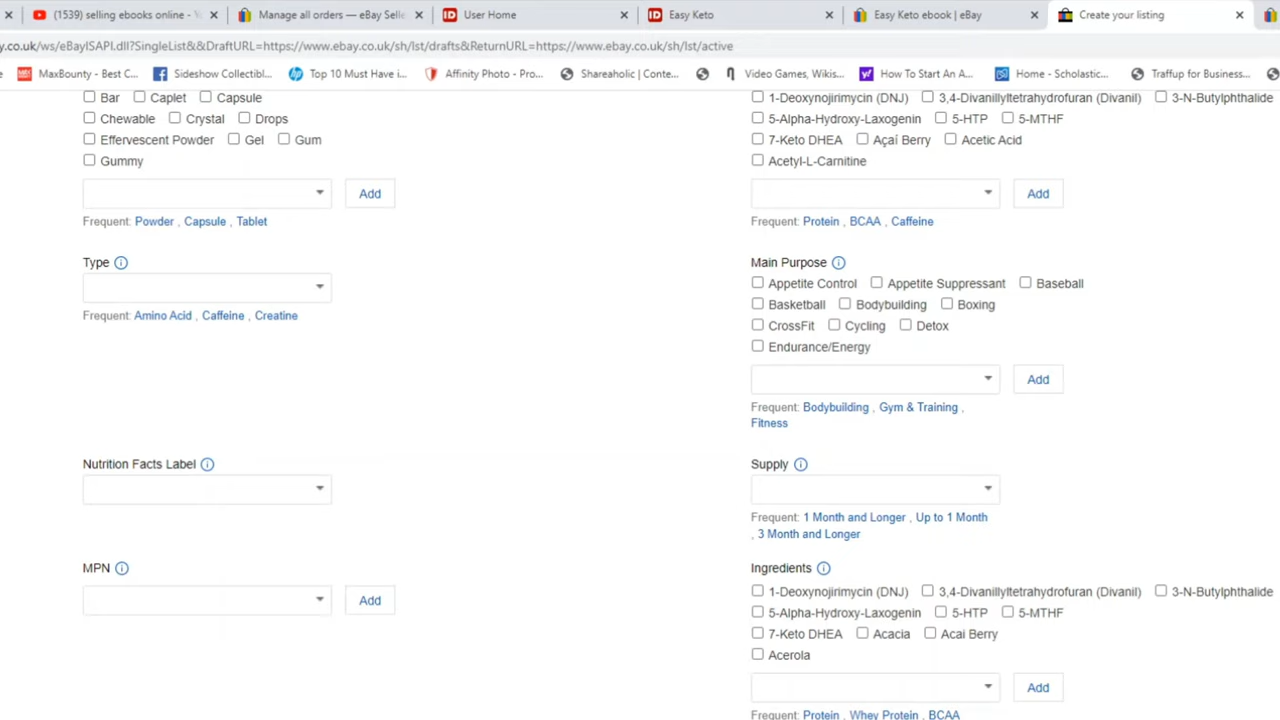 (1539) selling ebooks online - Y
Manage all orders — eBay Selle
User Home
Easy Keto
Easy Keto ebook | eBay
Create your listing
y.co.uk/ws/eBayISAPI.dll?SingleList&&DraftURL=https://www.ebay.co.uk/sh/lst/drafts&ReturnURL=https://www.ebay.co.uk/sh/lst/active
MaxBounty - Best C...
Sideshow Collectibl...
Top 10 Must Have i...
Affinity Photo - Pro...
Shareaholic | Conte...
Video Games, Wikis...
How To Start An A...
Home - Scholastic...
Traffup for Business...
Bar Caplet Capsule
Chewable Crystal Drops
Effervescent Powder Gel Gum
Gummy
Add
Frequent: Powder , Capsule , Tablet
1-Deoxynojirimycin (DNJ) 3,4-Divanillyltetrahydrofuran (Divanil) 3-N-Butylphthalide
5-Alpha-Hydroxy-Laxogenin 5-HTP 5-MTHF
7-Keto DHEA Açaí Berry Acetic Acid
Acetyl-L-Carnitine
Add
Frequent: Protein , BCAA , Caffeine
Type
Frequent: Amino Acid , Caffeine , Creatine
Main Purpose
Appetite Control Appetite Suppressant Baseball
Basketball Bodybuilding Boxing
CrossFit Cycling Detox
Endurance/Energy
Add
Frequent: Bodybuilding , Gym & Training ,
Fitness
Nutrition Facts Label
Supply
Frequent: 1 Month and Longer , Up to 1 Month
, 3 Month and Longer
MPN
Add
Ingredients
1-Deoxynojirimycin (DNJ) 3,4-Divanillyltetrahydrofuran (Divanil) 3-N-Butylphthalide
5-Alpha-Hydroxy-Laxogenin 5-HTP 5-MTHF
7-Keto DHEA Acacia Acai Berry
Acerola
Add
Frequent: Protein , Whey Protein , BCAA